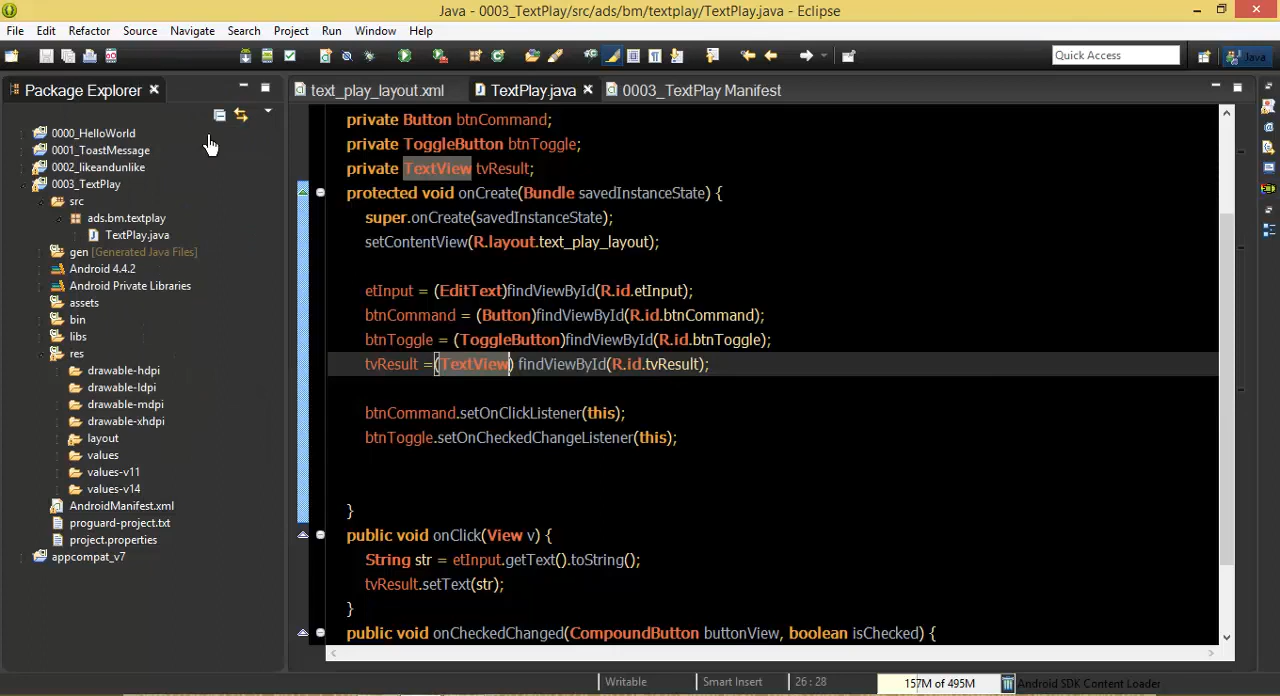 Java - 0003_TextPlay/src/ads/bm/textplay/TextPlay.java - Eclipse
File Edit Refactor Source Navigate Search Project Run Window Help
Quick Access
Java
Package Explorer
0000_HelloWorld
0001_ToastMessage
0002_likeandunlike
0003_TextPlay
src
ads.bm.textplay
TextPlay.java
gen [Generated Java Files]
Android 4.4.2
Android Private Libraries
assets
bin
libs
res
drawable-hdpi
drawable-ldpi
drawable-mdpi
drawable-xhdpi
layout
values
values-v11
values-v14
AndroidManifest.xml
proguard-project.txt
project.properties
appcompat_v7
text_play_layout.xml TextPlay.java 0003_TextPlay Manifest
private Button btnCommand;
private ToggleButton btnToggle;
private TextView tvResult;
protected void onCreate(Bundle savedInstanceState) {
super.onCreate(savedInstanceState);
setContentView(R.layout.text_play_layout);
etInput = (EditText)findViewById(R.id.etInput);
btnCommand = (Button)findViewById(R.id.btnCommand);
btnToggle = (ToggleButton)findViewById(R.id.btnToggle);
tvResult =(TextView) findViewById(R.id.tvResult);
btnCommand.setOnClickListener(this);
btnToggle.setOnCheckedChangeListener(this);
}
public void onClick(View v) {
String str = etInput.getText().toString();
tvResult.setText(str);
}
public void onCheckedChanged(CompoundButton buttonView, boolean isChecked) {
Writable Smart Insert 26 : 28 157M of 495M Android SDK Content Loader